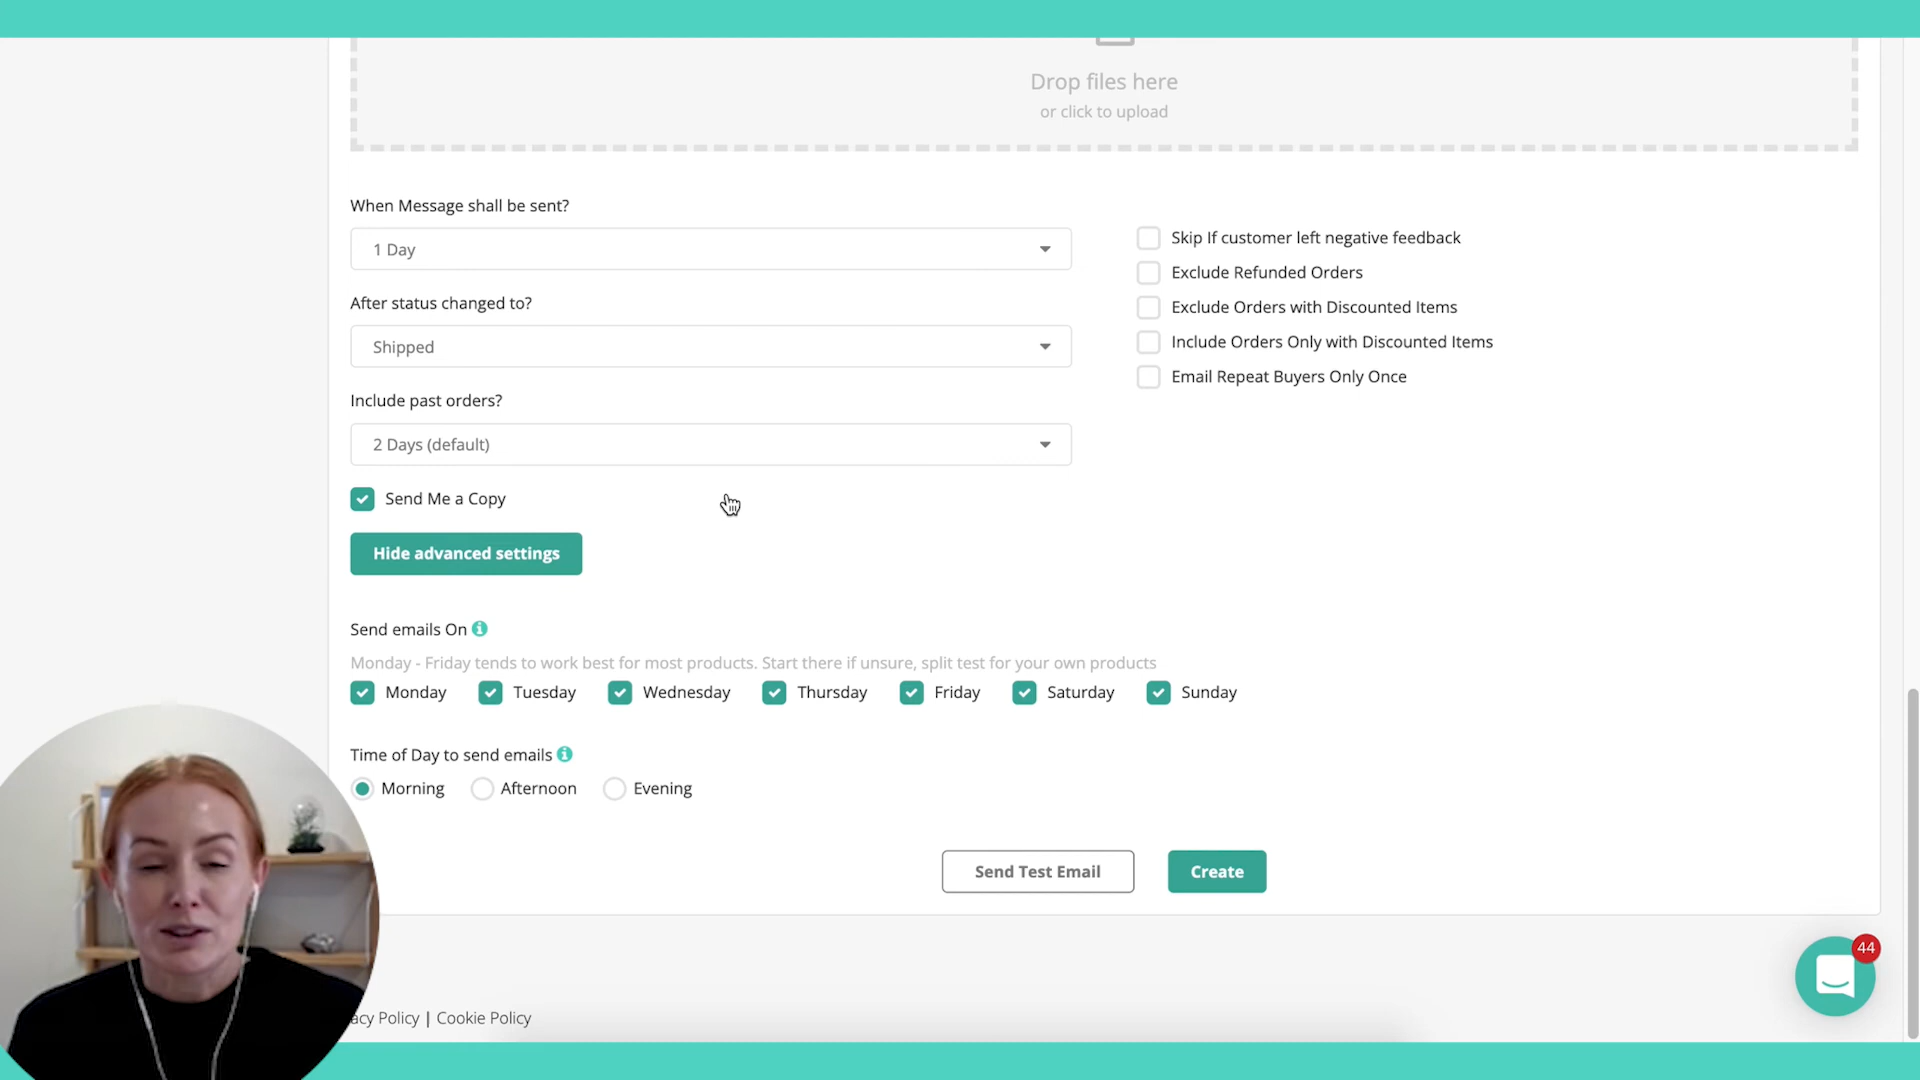 Drop files here
or click to upload
When Message shall be sent?
1 Day
After status changed to?
Shipped
Include past orders?
2 Days (default)
Send Me a Copy
Hide advanced settings
Skip If customer left negative feedback
Exclude Refunded Orders
Exclude Orders with Discounted Items
Include Orders Only with Discounted Items
Email Repeat Buyers Only Once
Send emails On
Monday - Friday tends to work best for most products. Start there if unsure, split test for your own products
Monday Tuesday Wednesday Thursday Friday Saturday Sunday
Time of Day to send emails
Morning Afternoon Evening
Send Test Email Create
44
acy Policy | Cookie Policy